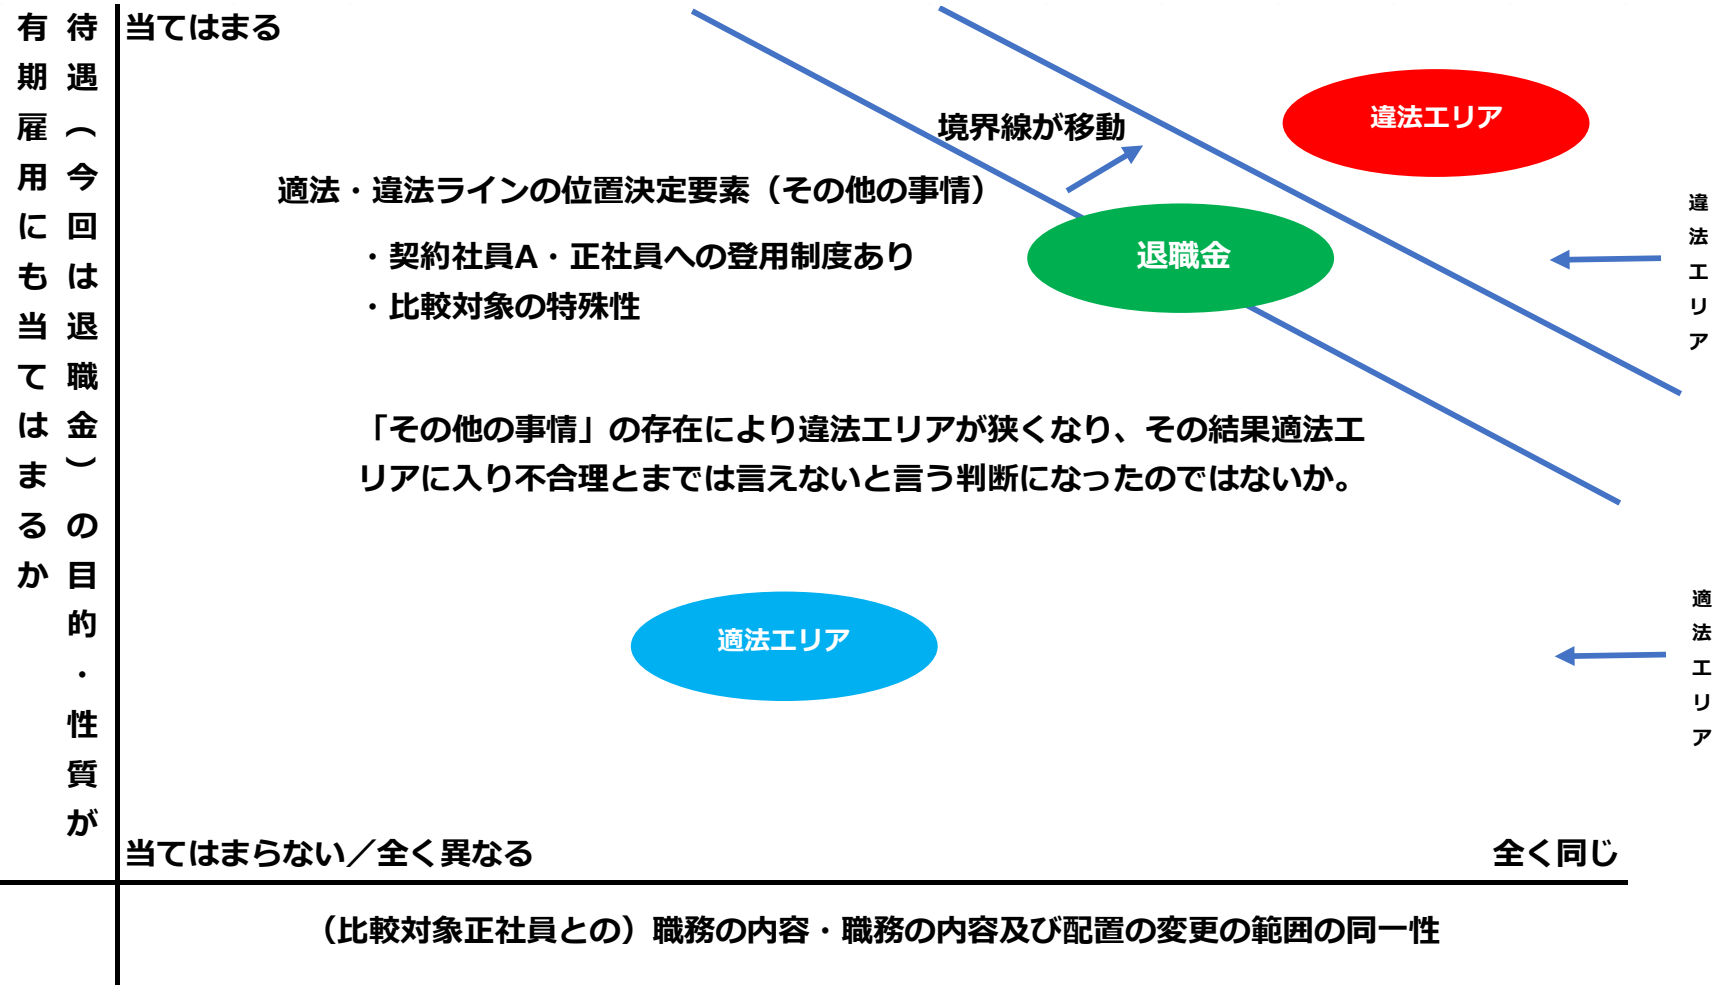 待遇（今回は退職金）の目的・性質が
有期雇用にも当てはまるか
当てはまる
違法エリア
境界線が移動
適法・違法ラインの位置決定要素（その他の事情）
・契約社員A・正社員への登用制度あり
・比較対象の特殊性
退職金
違法エリア
「その他の事情」の存在により違法エリアが狭くなり、その結果適法エ
リアに入り不合理とまでは言えないと言う判断になったのではないか。
適法エリア
適法エリア
当てはまらない／全く異なる
全く同じ
（比較対象正社員との）職務の内容・職務の内容及び配置の変更の範囲の同一性